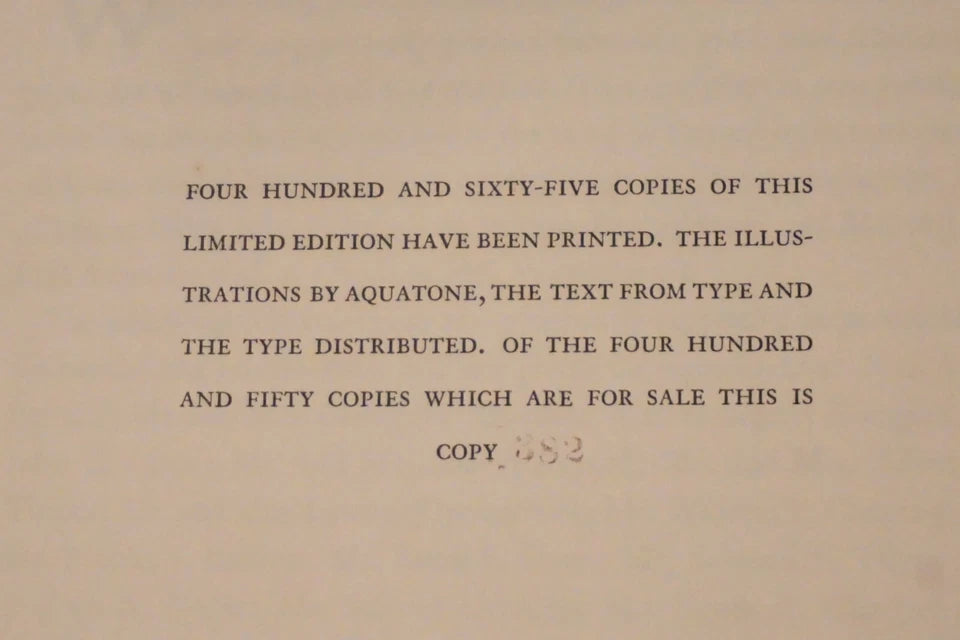 FOUR HUNDRED AND SIXTY-FIVE COPIES OF THIS
LIMITED EDITION HAVE BEEN PRINTED. THE ILLUS-
TRATIONS BY AQUATONE, THE TEXT FROM TYPE AND
THE TYPE DISTRIBUTED. OF THE FOUR HUNDRED
AND FIFTY COPIES WHICH ARE FOR SALE THIS IS
COPY 382